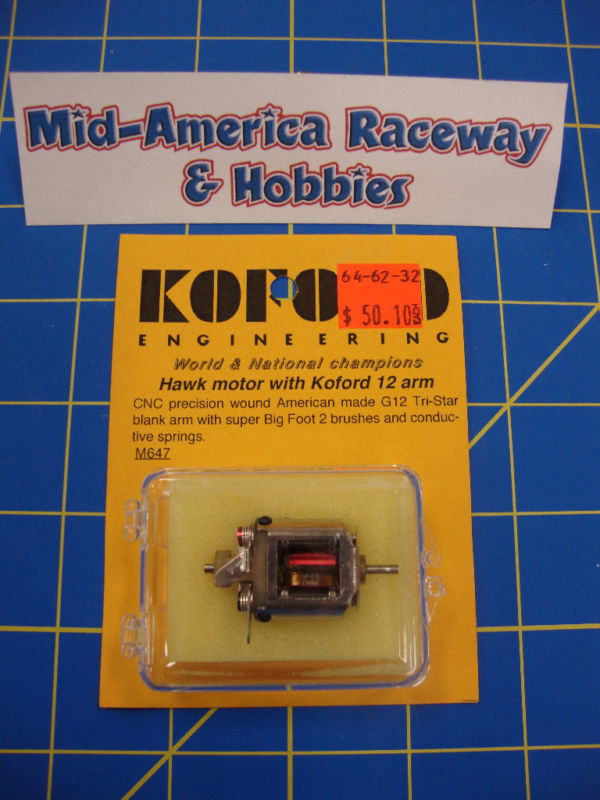 Mid-America Raceway
& Hobbies
KOFO D
64-62-32
$ 50.10
ENGINEERING
World & National champions
Hawk motor with Koford 12 arm
CNC precision wound American made G12 Tri-Star
blank arm with super Big Foot 2 brushes and conduc-
tive springs.
M647